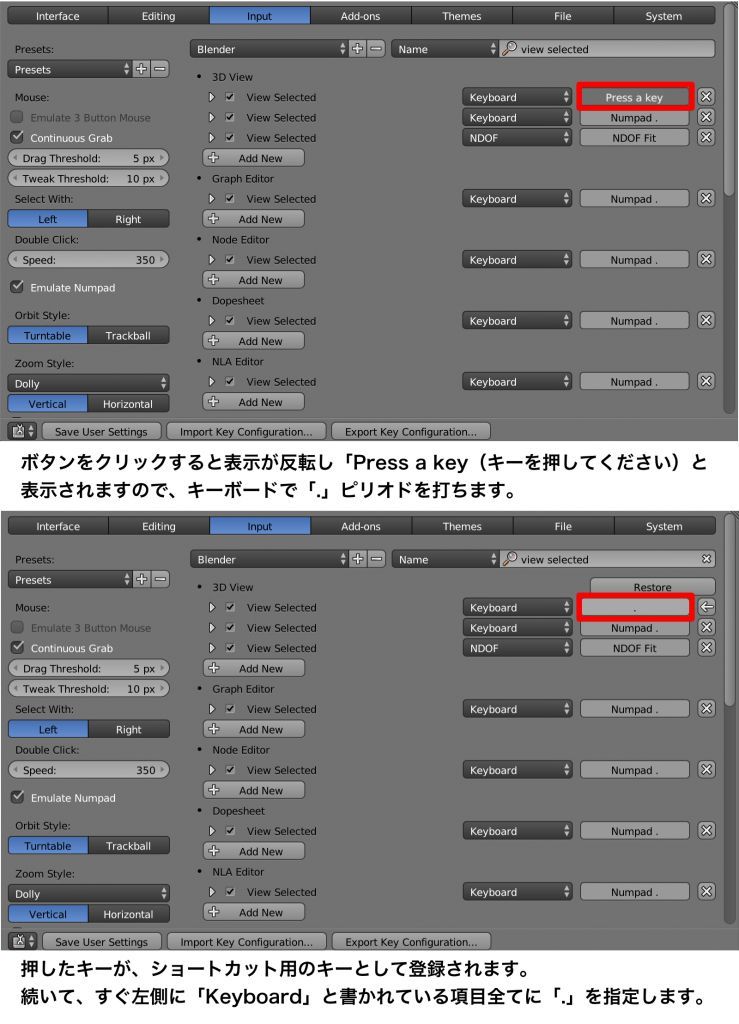 Interface Editing Input Add-ons Themes File System
Presets: Blender Name view selected
Presets 3D View
Mouse: View Selected Keyboard Press a key
Emulate 3 Button Mouse View Selected Keyboard Numpad .
Continuous Grab View Selected NDOF NDOF Fit
Drag Threshold: 5 px Add New
Tweak Threshold: 10 px Graph Editor
Select With: View Selected Keyboard Numpad .
Left Right Add New
Double Click: Node Editor
Speed: 350 View Selected Keyboard Numpad .
Emulate Numpad Add New
Orbit Style: Dopesheet
View Selected Keyboard Numpad .
Turntable Trackball Add New
Zoom Style: NLA Editor
Dolly View Selected Keyboard Numpad .
Vertical Horizontal Add New
Save User Settings Import Key Configuration... Export Key Configuration...
ボタンをクリックすると表示が反転し「Press a key（キーを押してください）と
表示されますので、キーボードで「.」ピリオドを打ちます。
Interface Editing Input Add-ons Themes File System
Presets: Blender Name view selected
Presets 3D View Restore
Mouse: View Selected Keyboard .
Emulate 3 Button Mouse View Selected Keyboard Numpad .
Continuous Grab View Selected NDOF NDOF Fit
Drag Threshold: 5 px Add New
Tweak Threshold: 10 px Graph Editor
Select With: View Selected Keyboard Numpad .
Left Right Add New
Double Click: Node Editor
Speed: 350 View Selected Keyboard Numpad .
Emulate Numpad Add New
Orbit Style: Dopesheet
View Selected Keyboard Numpad .
Turntable Trackball Add New
Zoom Style: NLA Editor
Dolly View Selected Keyboard Numpad .
Vertical Horizontal Add New
Save User Settings Import Key Configuration... Export Key Configuration...
押したキーが、ショートカット用のキーとして登録されます。
続いて、すぐ左側に「Keyboard」と書かれている項目全てに「.」を指定します。